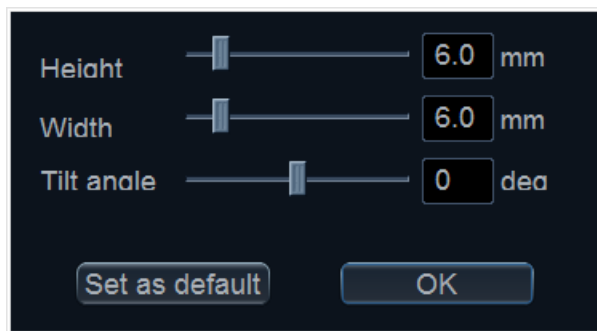 Height 6.0 mm
Width 6.0 mm
Tilt angle 0 deg
Set as default OK